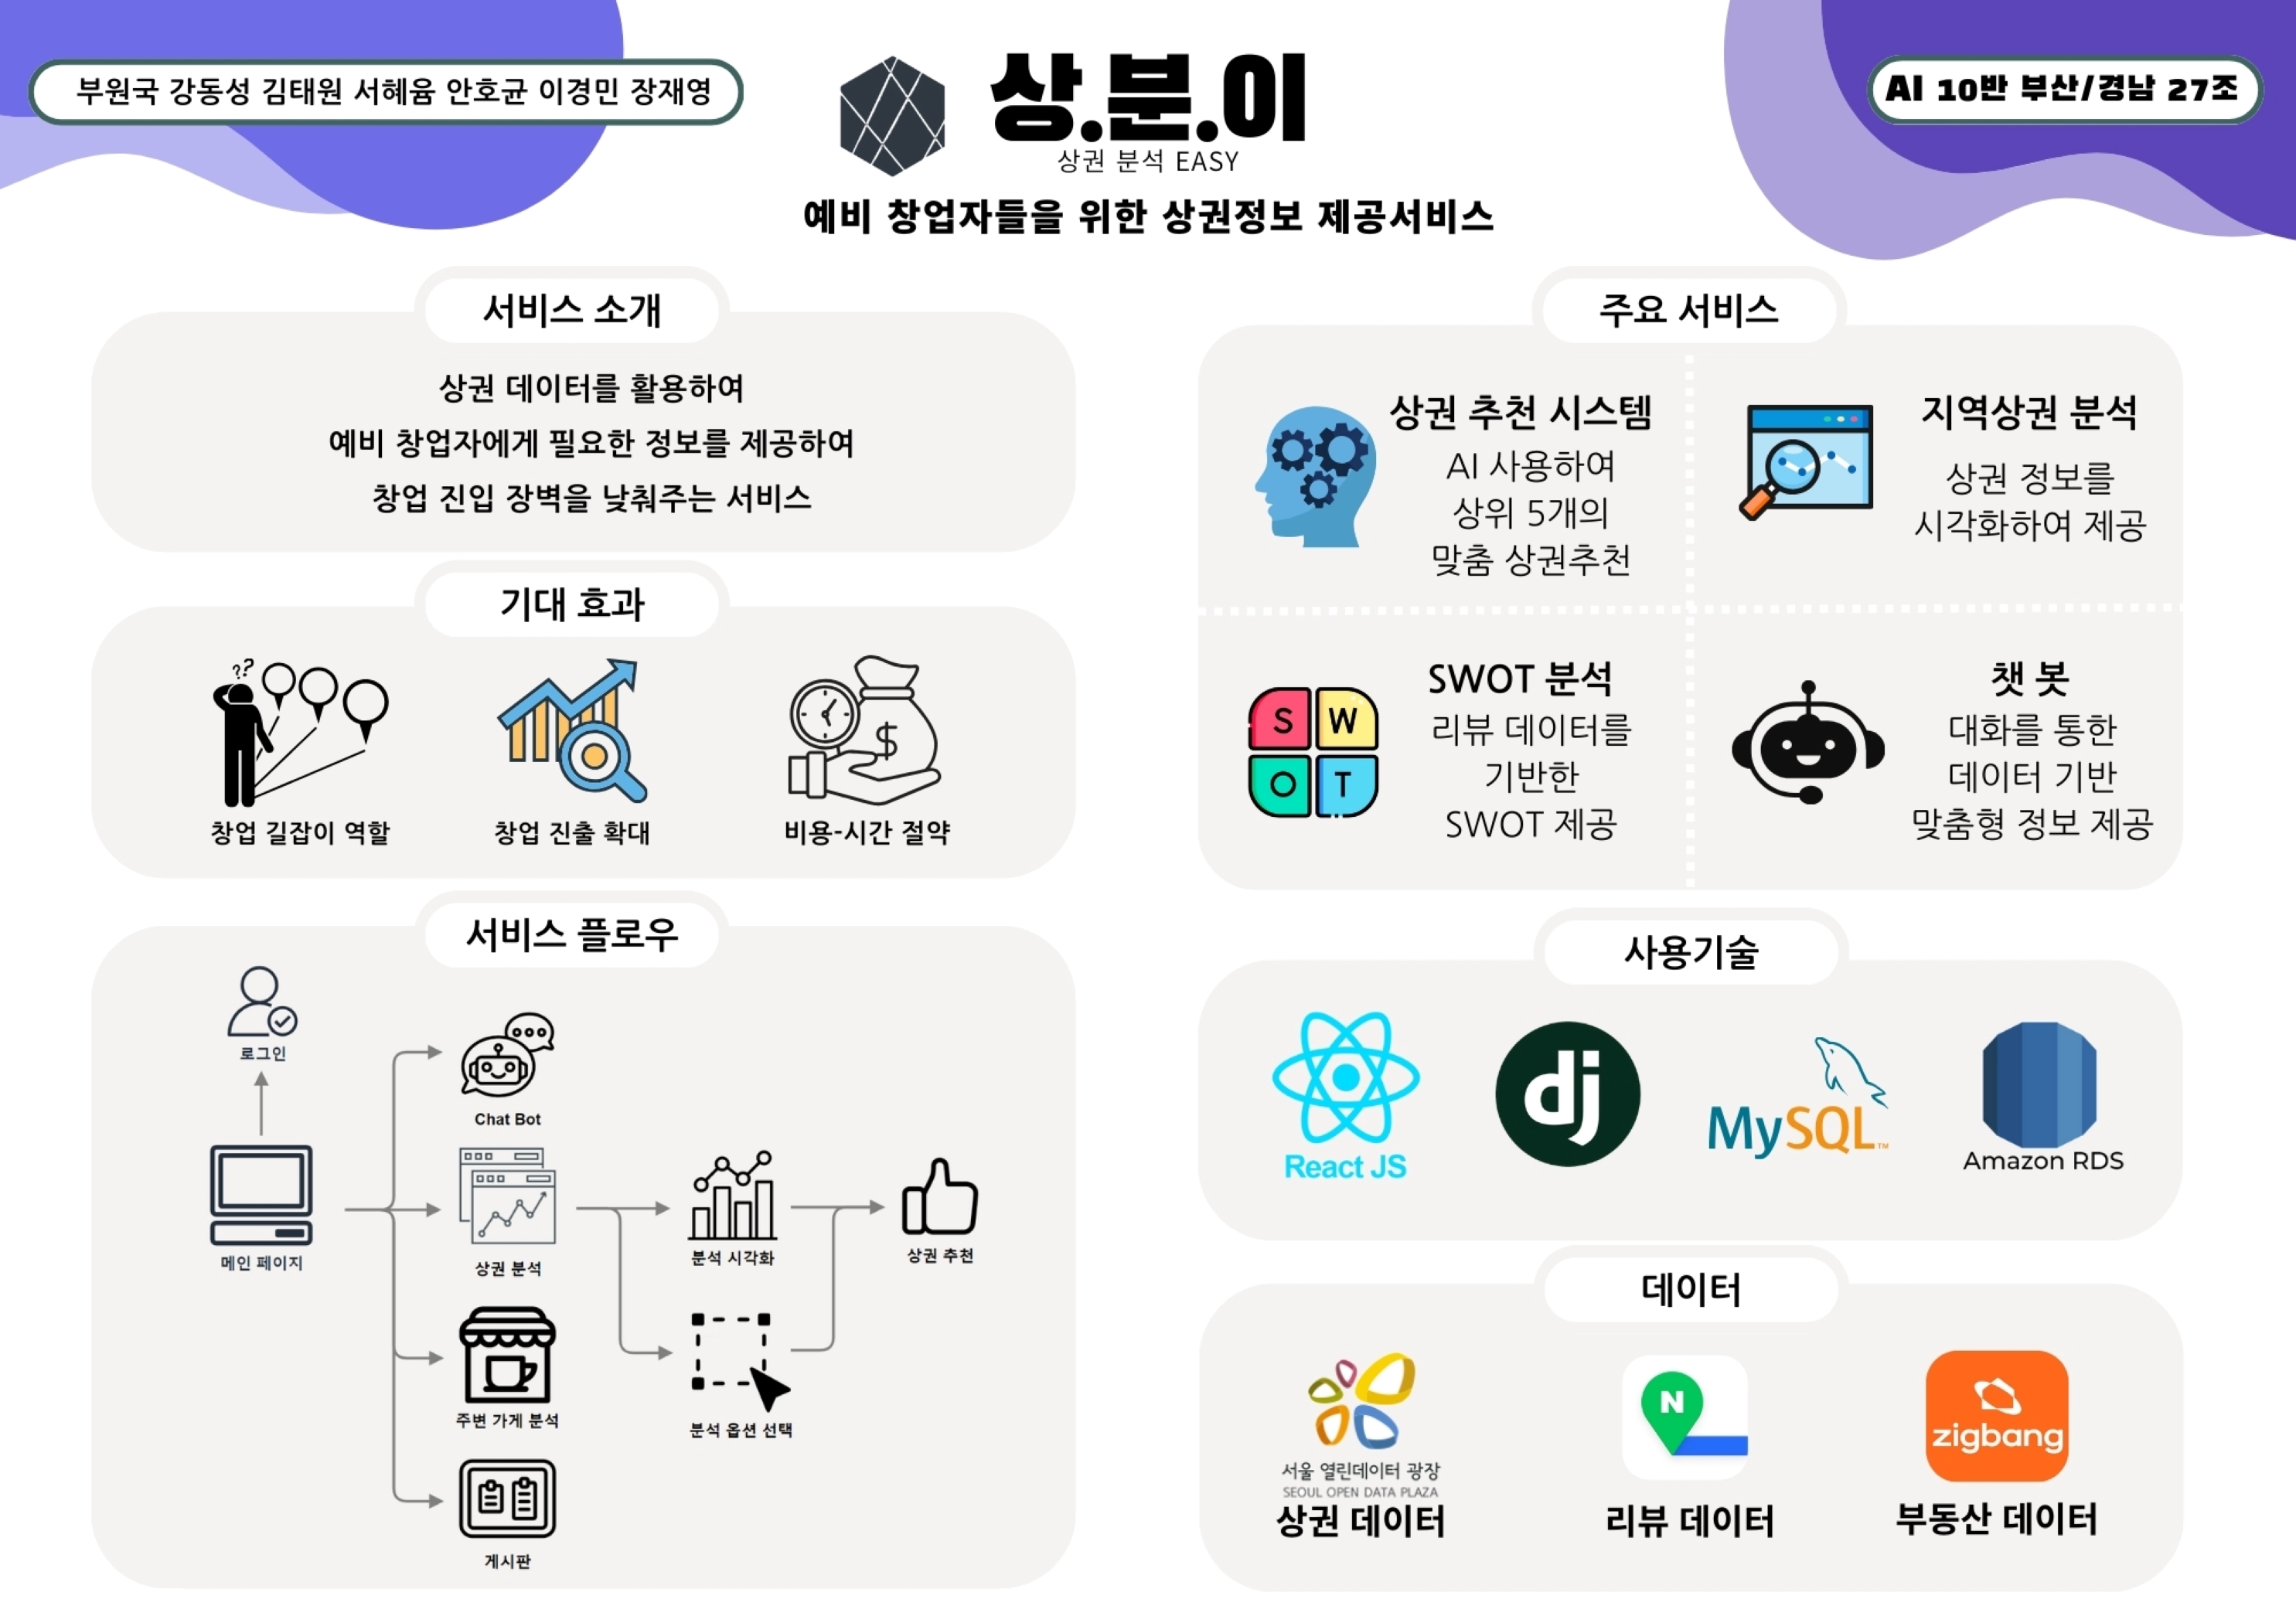 부원국 강동성 김태원 서혜윰 안호균 이경민 장재영
상.분.이
상권 분석 EASY
예비 창업자들을 위한 상권정보 제공서비스
AI 10반 부산/경남 27조
서비스 소개
상권 데이터를 활용하여
예비 창업자에게 필요한 정보를 제공하여
창업 진입 장벽을 낮춰주는 서비스
기대 효과
??
창업 길잡이 역할
창업 진출 확대
$
비용-시간 절약
서비스 플로우
로그인
메인 페이지
Chat Bot
상권 분석
주변 가게 분석
게시판
분석 시각화
분석 옵션 선택
상권 추천
주요 서비스
상권 추천 시스템
AI 사용하여
상위 5개의
맞춤 상권추천
지역상권 분석
상권 정보를
시각화하여 제공
S W
O T
SWOT 분석
리뷰 데이터를
기반한
SWOT 제공
챗 봇
대화를 통한
데이터 기반
맞춤형 정보 제공
사용기술
React JS
dj
MySQL™
Amazon RDS
데이터
서울 열린데이터 광장
SEOUL OPEN DATA PLAZA
상권 데이터
N
리뷰 데이터
zigbang
부동산 데이터